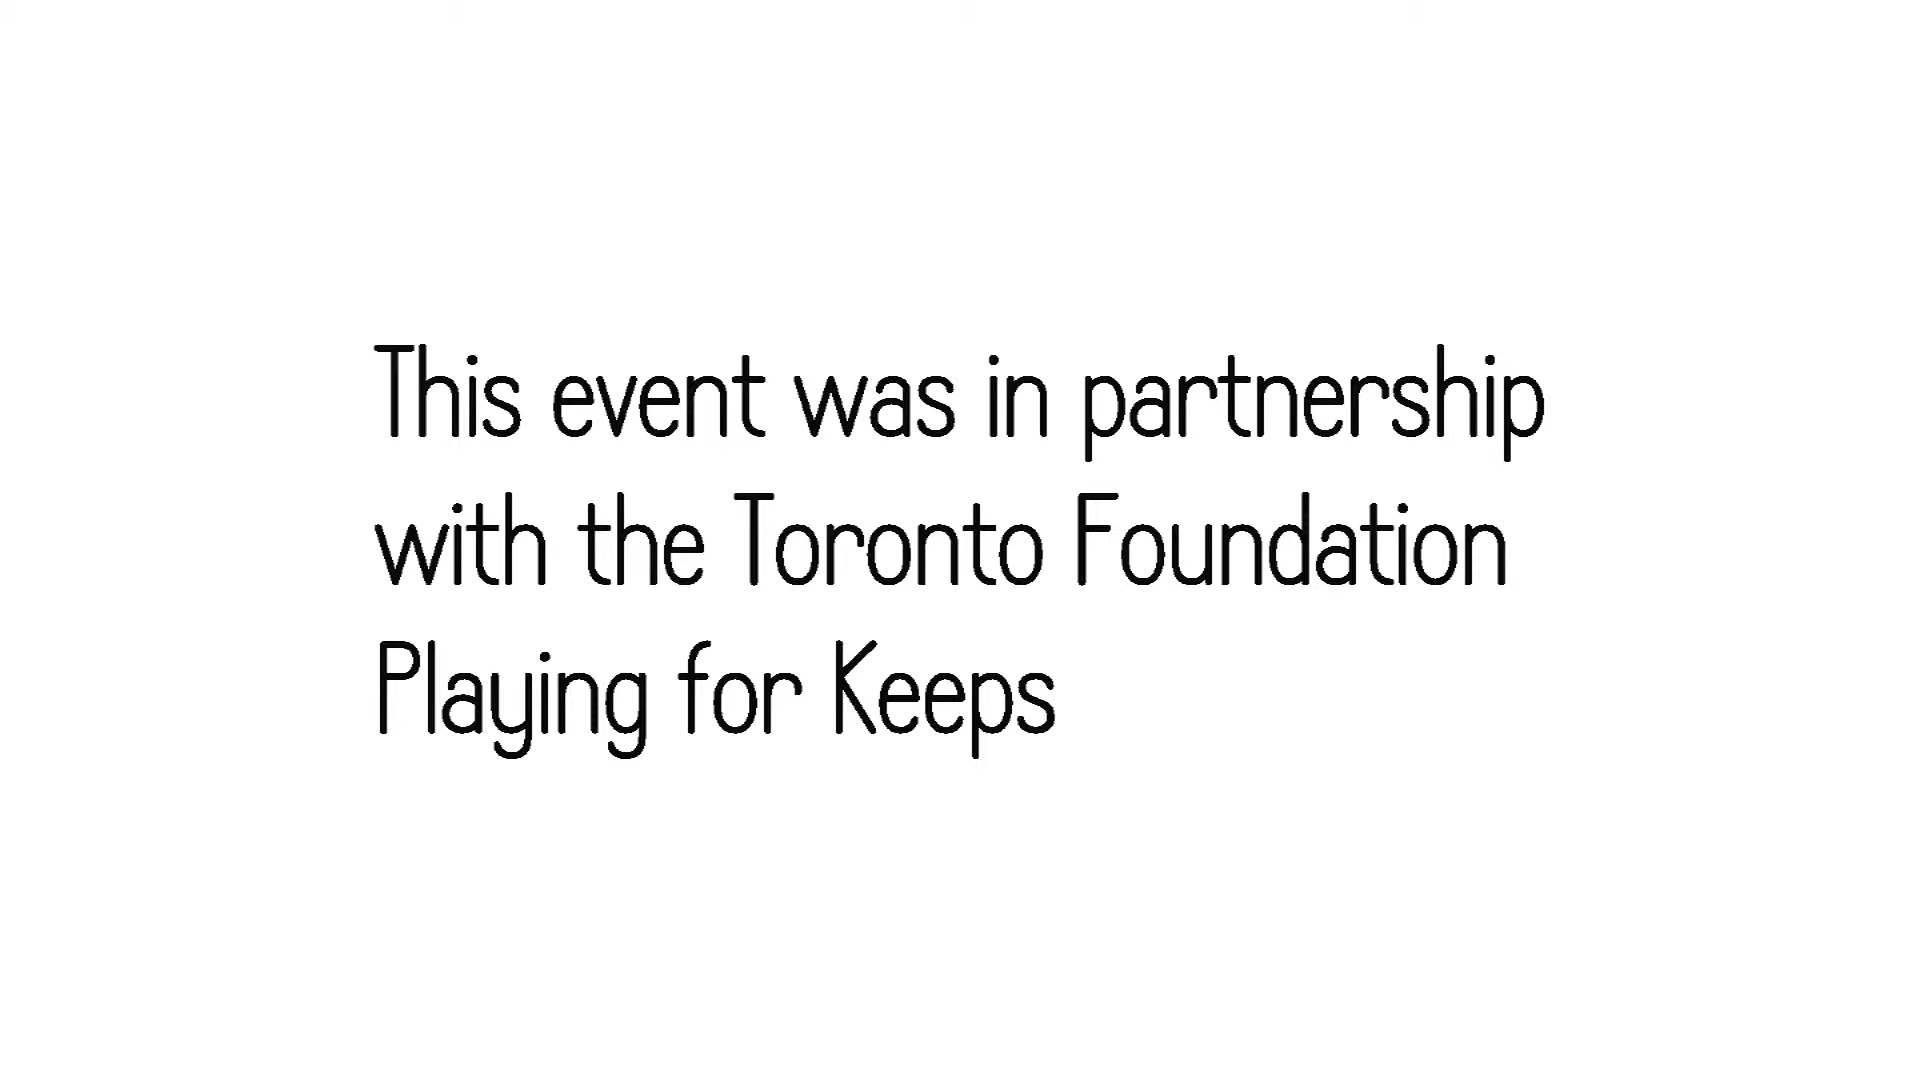 This event was in partnership
with the Toronto Foundation
Playing for Keeps